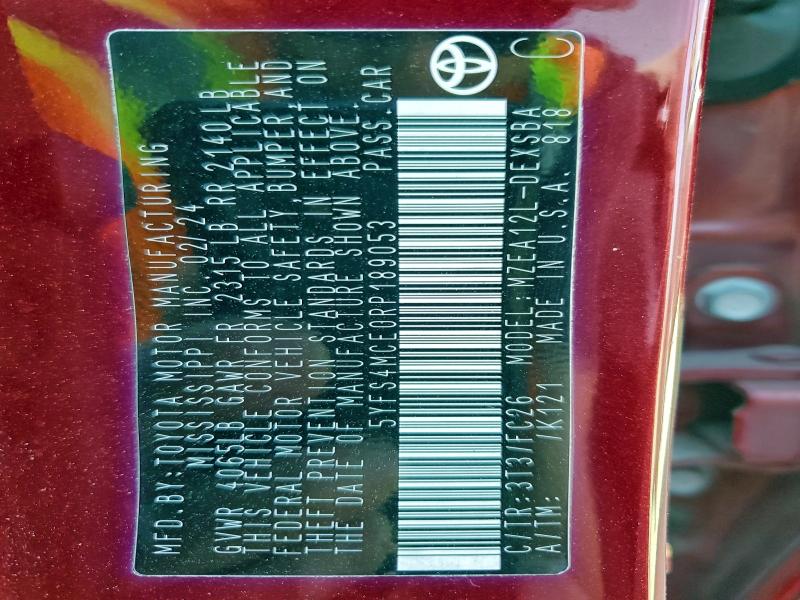 MFD.BY:TOYOTA MOTOR MANUFACTURING
MISSISSIPPI INC. 02/24
GVWR 4065LB GAWR FR 2315 LB RR 2140LB
THIS VEHICLE CONFORMS TO ALL APPLICABLE
FEDERAL MOTOR VEHICLE SAFETY, BUMPER, AND
THEFT PREVENTION STANDARDS IN EFFECT ON
THE DATE OF MANUFACTURE SHOWN ABOVE.
5YFS4MCE0RP189053 PASS.CAR
C/TR:3T3/FC26 MODEL:MZEA12L-DEXSBA C
A/TM: /K121 MADE IN U.S.A. 818